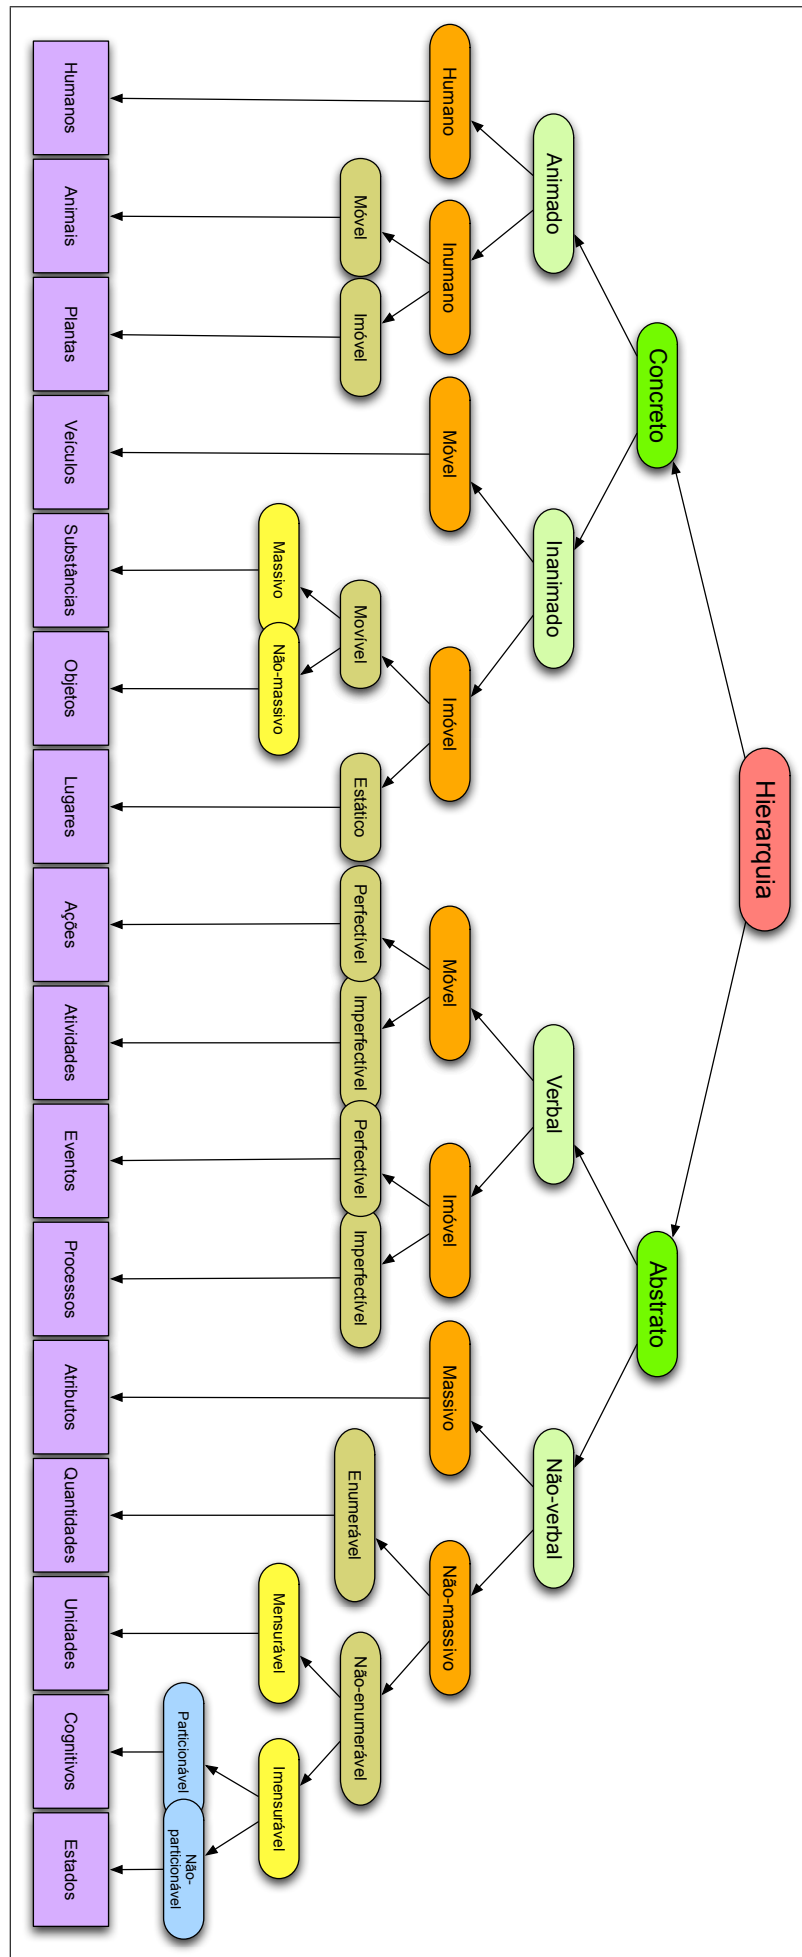 Hierarquia
Concreto
Abstrato
Animado
Inanimado
Verbal
Não-verbal
Humano
Inumano
Móvel
Imóvel
Móvel
Imóvel
Massivo
Não-massivo
Móvel
Imóvel
Movível
Estático
Perfectível
Imperfectível
Perfectível
Imperfectível
Enumerável
Não-enumerável
Massivo
Não-massivo
Mensurável
Imensurável
Particionável
Não-
particionável
Humanos
Animais
Plantas
Veículos
Substâncias
Objetos
Lugares
Ações
Atividades
Eventos
Processos
Atributos
Quantidades
Unidades
Cognitivos
Estados